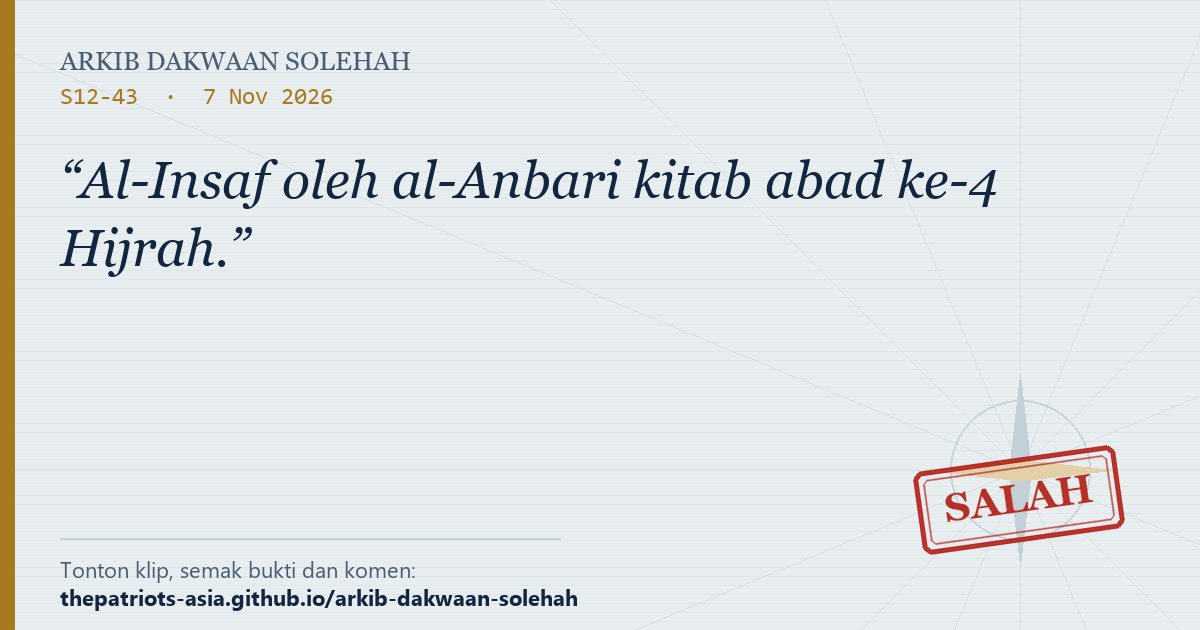 ARKIB DAKWAAN SOLEHAH
S12-43 · 7 Nov 2026
“Al-Insaf oleh al-Anbari kitab abad ke-4
Hijrah.”
SALAH
Tonton klip, semak bukti dan komen:
thepatriots-asia.github.io/arkib-dakwaan-solehah